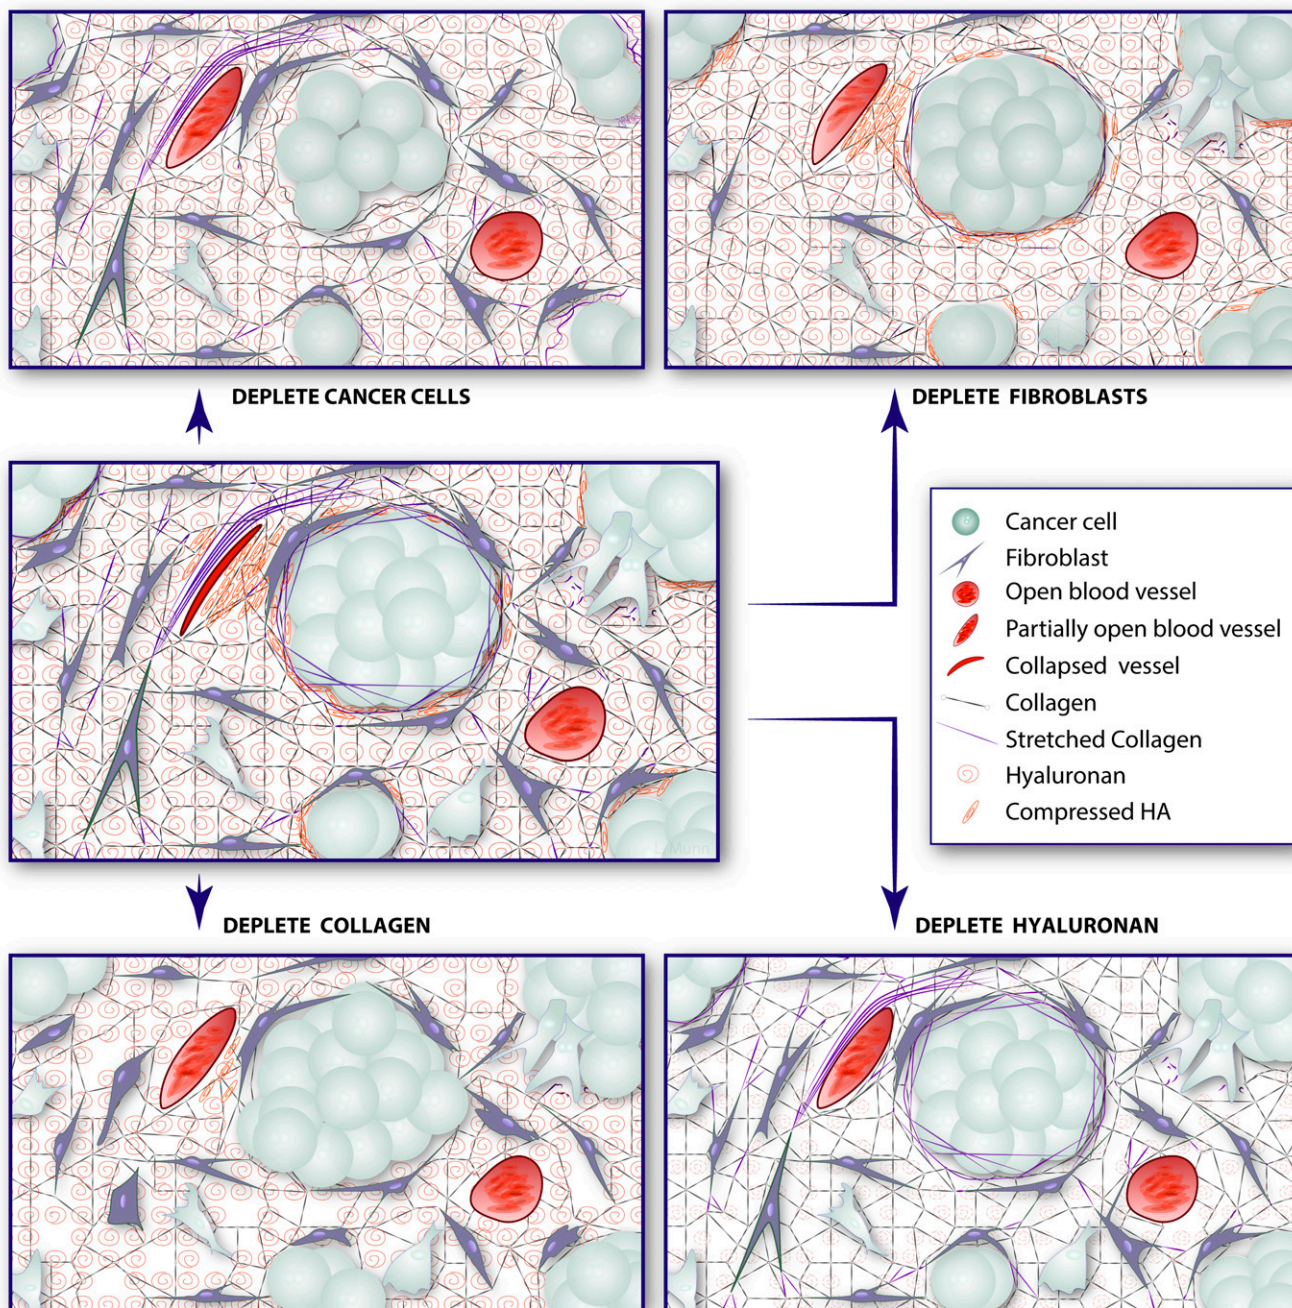 DEPLETE CANCER CELLS
DEPLETE FIBROBLASTS
Cancer cell
Fibroblast
Open blood vessel
Partially open blood vessel
Collapsed vessel
Collagen
Stretched Collagen
Hyaluronan
Compressed HA
L. Munn
DEPLETE COLLAGEN
DEPLETE HYALURONAN